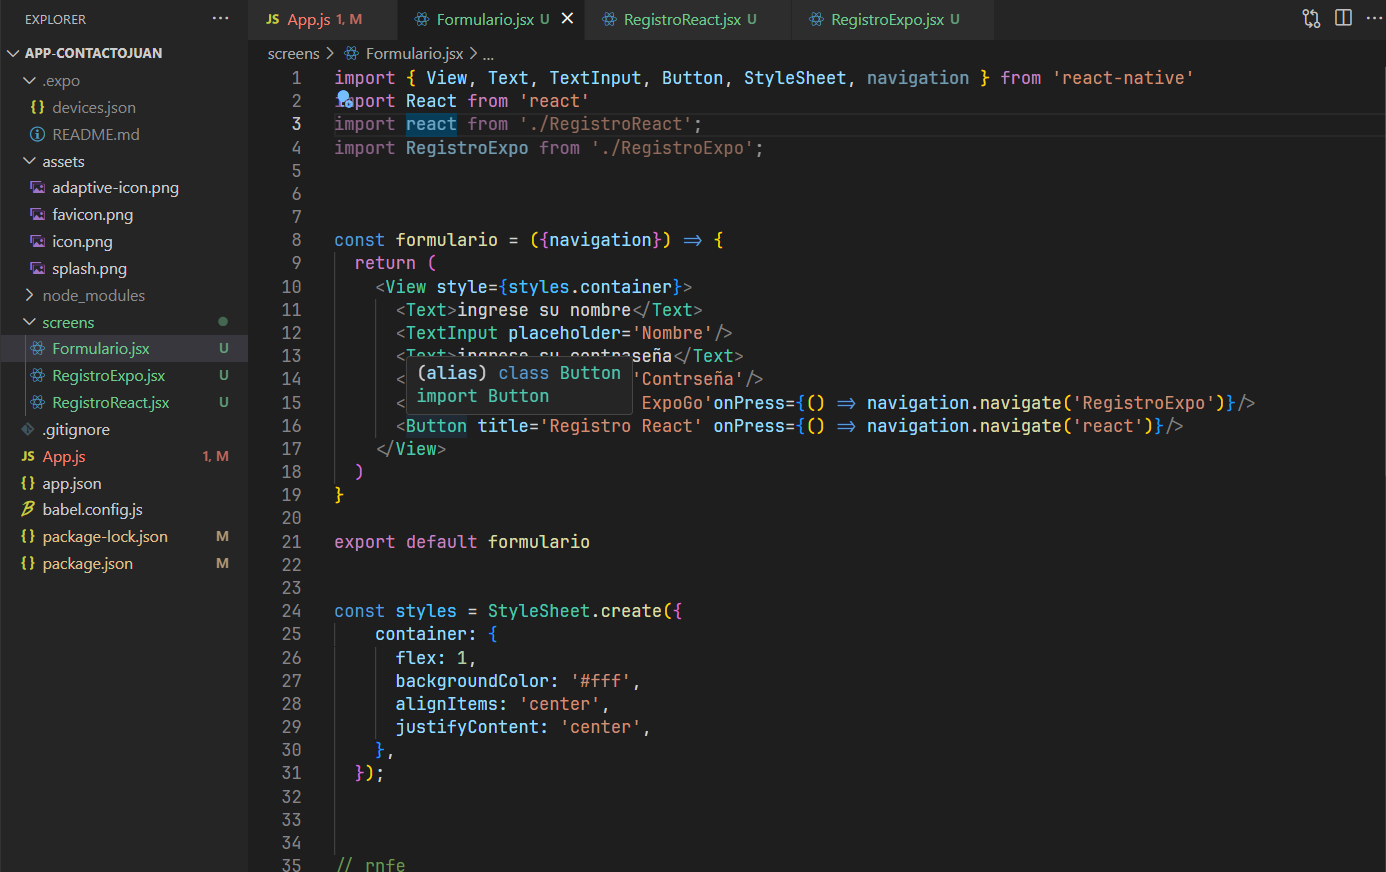 EXPLORER ...
APP-CONTACTOJUAN
.expo
{} devices.json
README.md
assets
adaptive-icon.png
favicon.png
icon.png
splash.png
node_modules
screens
Formulario.jsx U
RegistroExpo.jsx U
RegistroReact.jsx U
.gitignore
JS App.js 1, M
{} app.json
babel.config.js
{} package-lock.json M
{} package.json M
JS App.js 1, M Formulario.jsx U RegistroReact.jsx U RegistroExpo.jsx U
screens > Formulario.jsx > ...
1 import { View, Text, TextInput, Button, StyleSheet, navigation } from 'react-native'
2 import React from 'react'
3 import react from './RegistroReact';
4 import RegistroExpo from './RegistroExpo';
5
6
7
8 const formulario = ({navigation}) => {
9 return (
10 <View style={styles.container}>
11 <Text>ingrese su nombre</Text>
12 <TextInput placeholder='Nombre'/>
13 <Text>ingrese su contraseña</Text>
14 < 'Contrseña'/>
15 < ExpoGo'onPress={() => navigation.navigate('RegistroExpo')}/>
(alias) class Button
import Button
16 <Button title='Registro React' onPress={() => navigation.navigate('react')}/>
17 </View>
18 )
19 }
20
21 export default formulario
22
23
24 const styles = StyleSheet.create({
25 container: {
26 flex: 1,
27 backgroundColor: '#fff',
28 alignItems: 'center',
29 justifyContent: 'center',
30 },
31 });
32
33
34
35 // rnfe